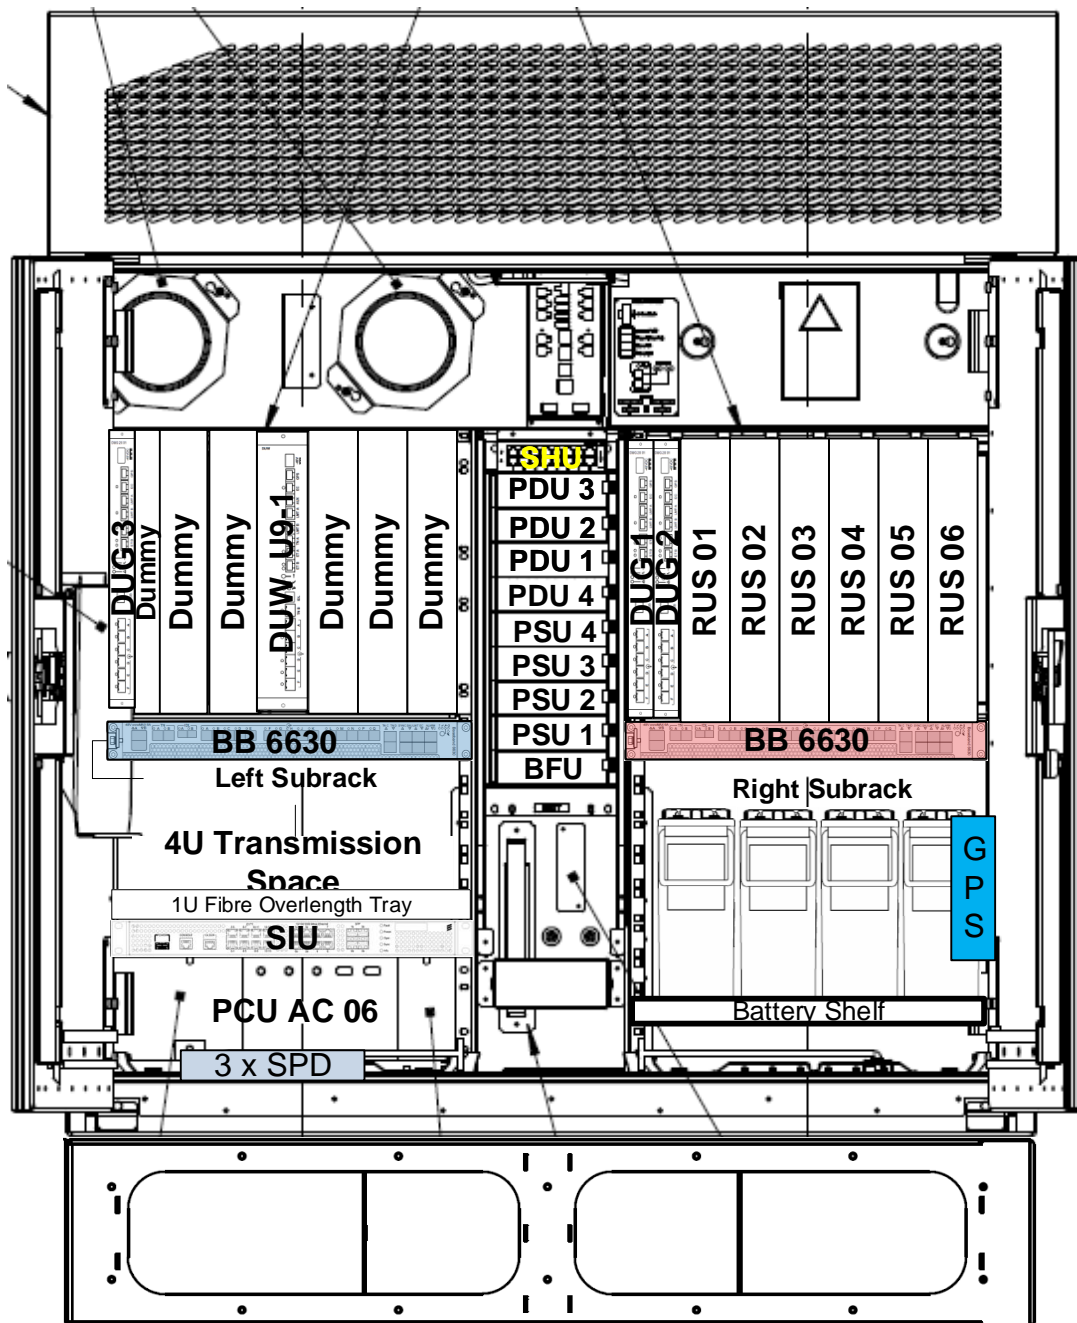 SHU
PDU 3
PDU 2
PDU 1
PDU 4
PSU 4
PSU 3
PSU 2
PSU 1
BFU
DUG 3
Dummy
Dummy
Dummy
DUW U9-1
Dummy
Dummy
Dummy
DUG 1
DUG 2
RUS 01
RUS 02
RUS 03
RUS 04
RUS 05
RUS 06
BB 6630
BB 6630
Left Subrack
Right Subrack
4U Transmission
Space
1U Fibre Overlength Tray
SIU
PCU AC 06
3 x SPD
GPS
Battery Shelf